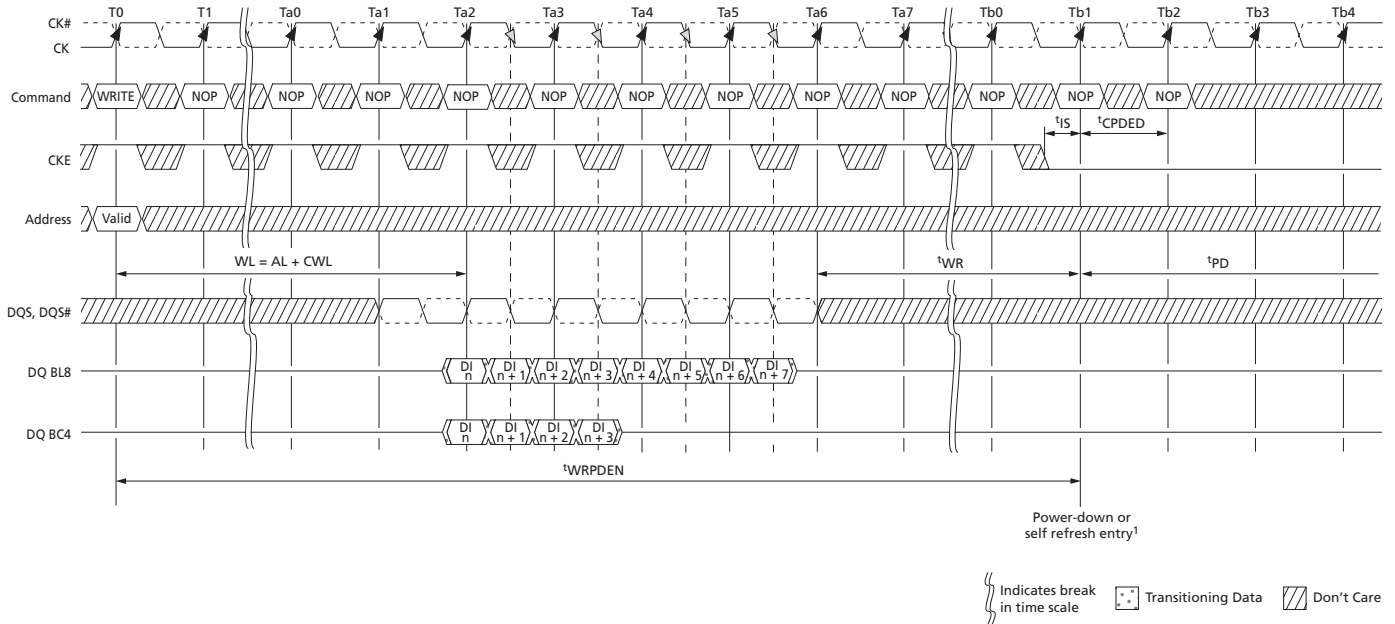 T0 T1 Ta0 Ta1 Ta2 Ta3 Ta4 Ta5 Ta6 Ta7 Tb0 Tb1 Tb2 Tb3 Tb4
CK#
CK
Command WRITE NOP NOP NOP NOP NOP NOP NOP NOP NOP NOP NOP NOP
tIS tCPDED
CKE
Address Valid
WL = AL + CWL tWR tPD
DQS, DQS#
DQ BL8 DI n DI n + 1 DI n + 2 DI n + 3 DI n + 4 DI n + 5 DI n + 6 DI n + 7
DQ BC4 DI n DI n + 1 DI n + 2 DI n + 3
tWRPDEN
Power-down or
self refresh entry1
Indicates break
in time scale
Transitioning Data
Don't Care